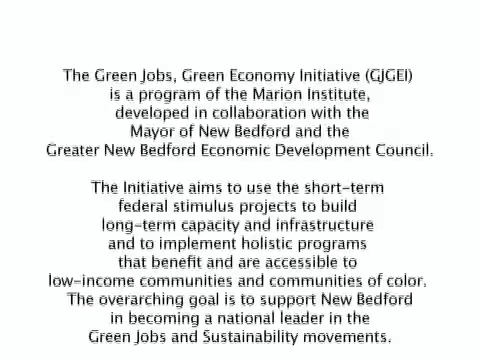 The Green Jobs, Green Economy Initiative (GJGEI)
is a program of the Marion Institute,
developed in collaboration with the
Mayor of New Bedford and the
Greater New Bedford Economic Development Council.
The Initiative aims to use the short-term
federal stimulus projects to build
long-term capacity and infrastructure
and to implement holistic programs
that benefit and are accessible to
low-income communities and communities of color.
The overarching goal is to support New Bedford
in becoming a national leader in the
Green Jobs and Sustainability movements.